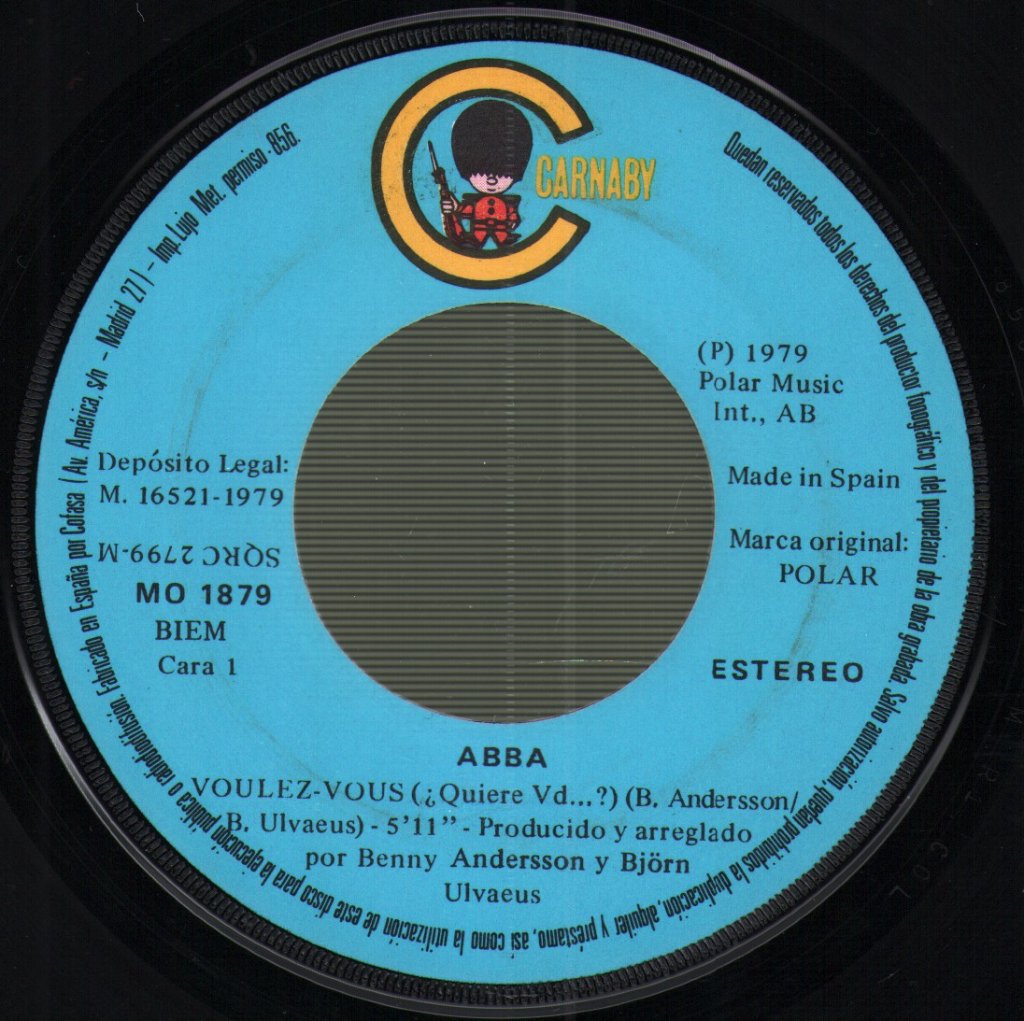 CARNABY
(P) 1979
Polar Music
Int., AB
Depósito Legal:
M. 16521-1979
Made in Spain
SQRC 2799-M
Marca original:
POLAR
MO 1879
BIEM
Cara 1
ESTEREO
ABBA
VOULEZ-VOUS (¿Quiere Vd...?) (B. Andersson/
B. Ulvaeus) - 5'11" - Producido y arreglado
por Benny Andersson y Björn
Ulvaeus
Quedan reservados todos los derechos del productor fonográfico y del propietario de la obra grabada. Salvo autorización, quedan prohibidos la duplicación, alquiler y préstamo, así como la utilización de este disco para la ejecución pública o radiodifusión. Fabricado en España por Cofasa (Av. América, s/n – Madrid 27) – Imp. Lujo Met. permiso 856.